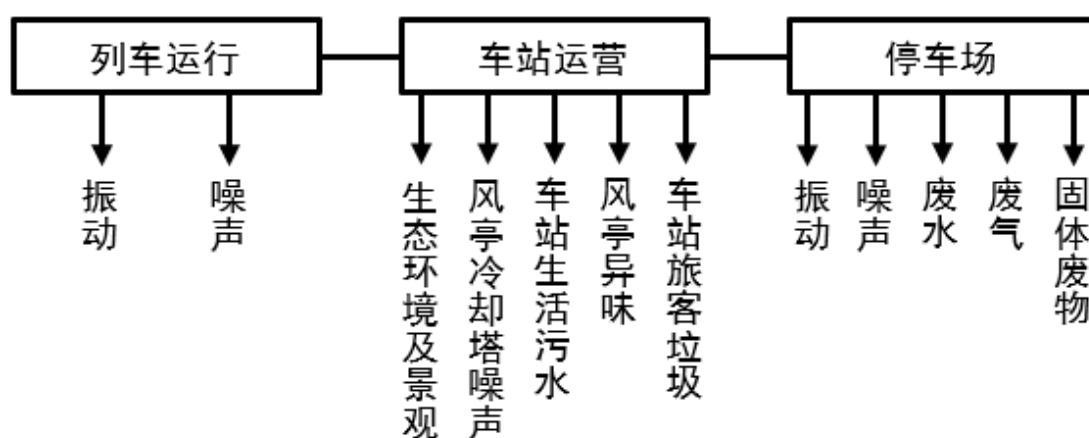 列车运行
车站运营
停车场
振动
噪声
生态环境及景观
风亭冷却塔噪声
车站生活污水
风亭异味
车站旅客垃圾
振动
噪声
废水
废气
固体废物